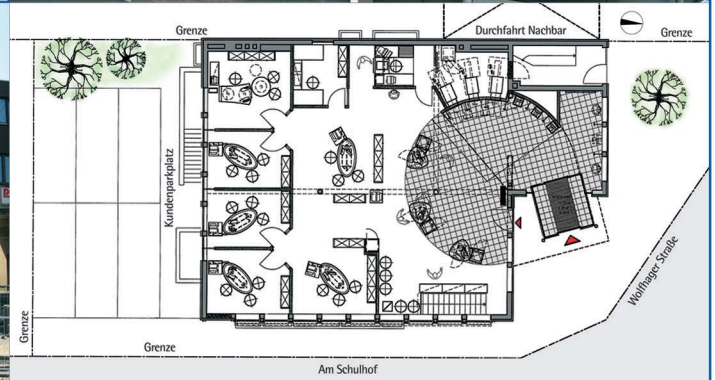 Grenze
Durchfahrt Nachbar
Grenze
Kundenparkplatz
Wolfhager Straße
Grenze
Grenze
Am Schulhof